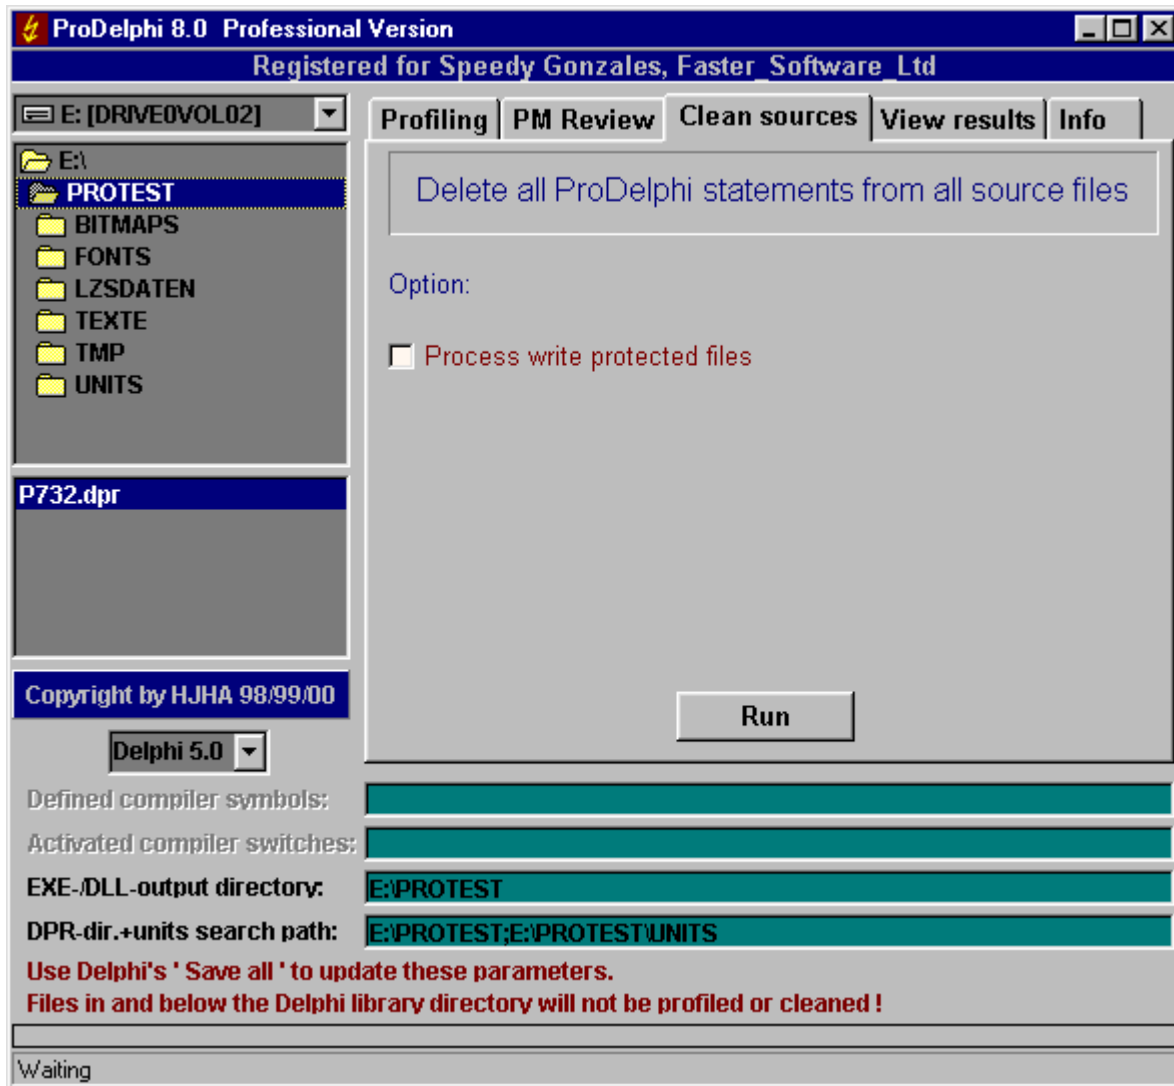 ProDelphi 8.0 Professional Version
Registered for Speedy Gonzales, Faster_Software_Ltd
E: [DRIVE0VOL02]
E:\
PROTEST
BITMAPS
FONTS
LZSDATEN
TEXTE
TMP
UNITS
P732.dpr
Copyright by HJHA 98/99/00
Delphi 5.0
Profiling PM Review Clean sources View results Info
Delete all ProDelphi statements from all source files
Option:
Process write protected files
Run
Defined compiler symbols:
Activated compiler switches:
EXE-/DLL-output directory: E:\PROTEST
DPR-dir.+units search path: E:\PROTEST;E:\PROTEST\UNITS
Use Delphi's ' Save all ' to update these parameters.
Files in and below the Delphi library directory will not be profiled or cleaned !
Waiting